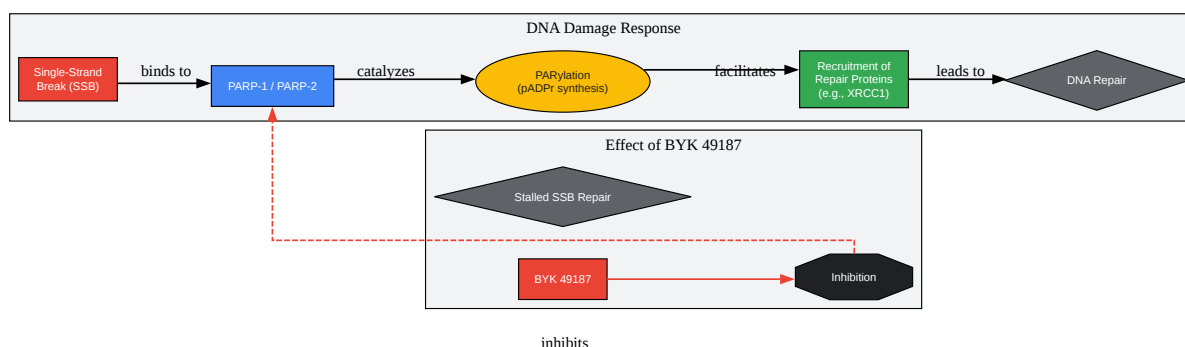 DNA Damage Response
Single-Strand
Break (SSB)
binds to
PARP-1 / PARP-2
catalyzes
PARylation
(pADPr synthesis)
facilitates
Recruitment of
Repair Proteins
(e.g., XRCC1)
leads to
DNA Repair
Effect of BYK 49187
Stalled SSB Repair
BYK 49187
Inhibition
inhibits